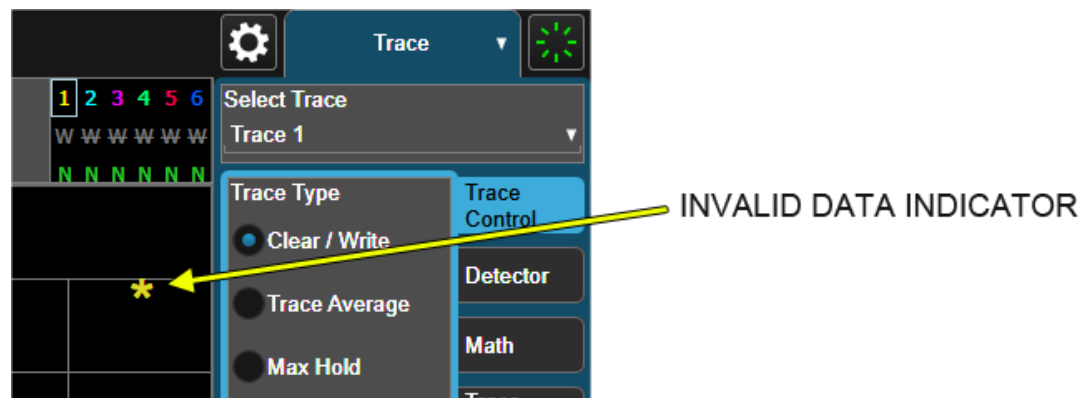 Trace
1 2 3 4 5 6
Select Trace
W W W W W W
Trace 1
N N N N N N
Trace Type
Trace
Control
INVALID DATA INDICATOR
Clear / Write
*
Detector
Trace Average
Math
Max Hold